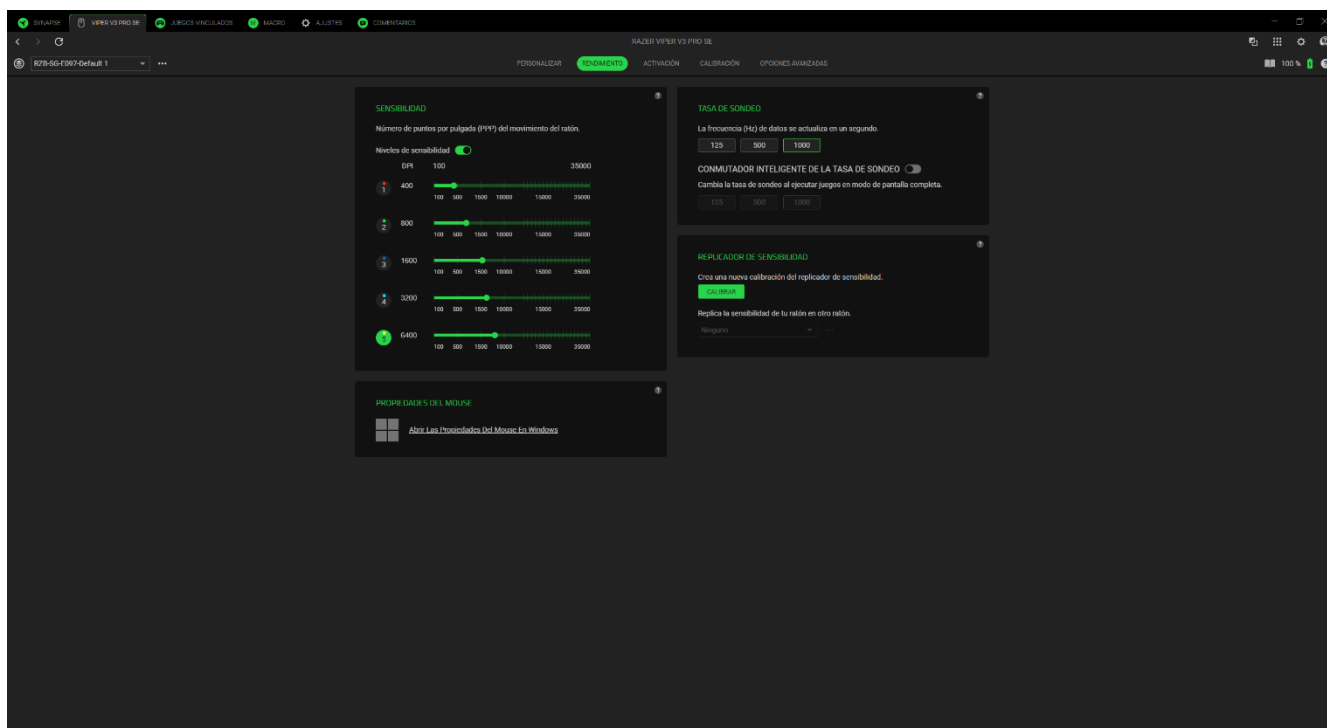 SYNAPSE VIPER V3 PRO SE JUEGOS VINCULADOS MACRO AJUSTES COMENTARIOS
RAZER VIPER V3 PRO SE
RZB-SG-E097-Default 1
PERSONALIZAR RENDIMIENTO ACTIVACIÓN CALIBRACIÓN OPCIONES AVANZADAS
100 %
SENSIBILIDAD
Número de puntos por pulgada (PPP) del movimiento del ratón.
Niveles de sensibilidad
DPI 100 35000
1 400
100 500 1500 10000 15000 35000
2 800
100 500 1500 10000 15000 35000
3 1600
100 500 1500 10000 15000 35000
4 3200
100 500 1500 10000 15000 35000
5 6400
100 500 1500 10000 15000 35000
PROPIEDADES DEL MOUSE
Abrir Las Propiedades Del Mouse En Windows
TASA DE SONDEO
La frecuencia (Hz) de datos se actualiza en un segundo.
125 500 1000
CONMUTADOR INTELIGENTE DE LA TASA DE SONDEO
Cambia la tasa de sondeo al ejecutar juegos en modo de pantalla completa.
125 500 1000
REPLICADOR DE SENSIBILIDAD
Crea una nueva calibración del replicador de sensibilidad.
CALIBRAR
Replica la sensibilidad de tu ratón en otro ratón.
Ninguno